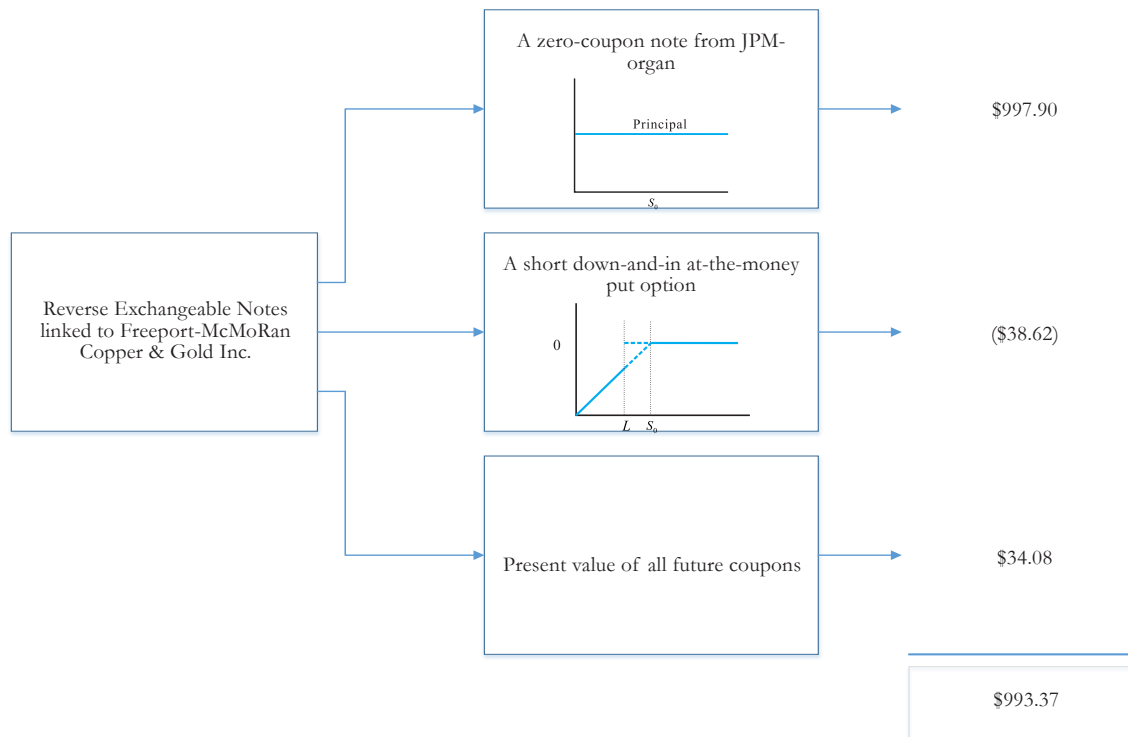 A zero-coupon note from JPM-
organ
Principal
S₀
$997.90
Reverse Exchangeable Notes
linked to Freeport-McMoRan
Copper & Gold Inc.
A short down-and-in at-the-money
put option
0
L S₀
($38.62)
Present value of all future coupons
$34.08
$993.37